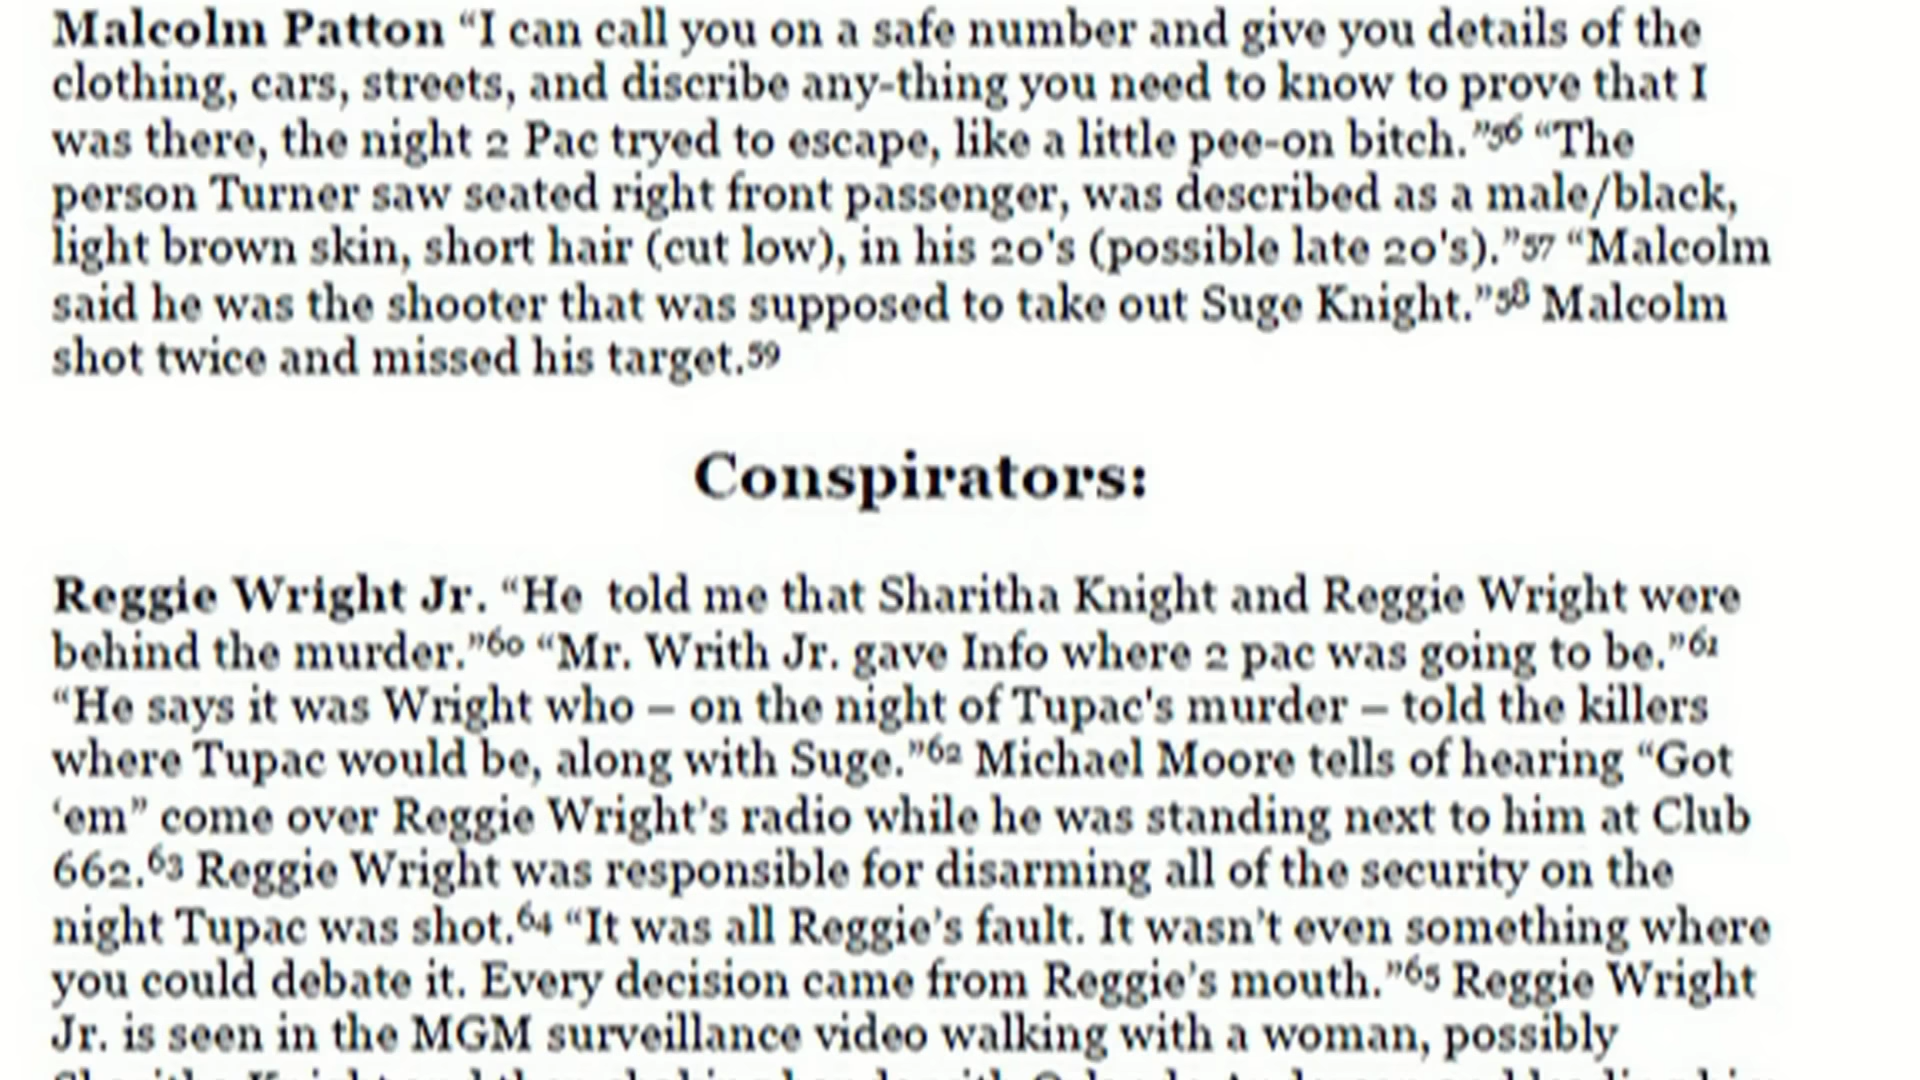 Malcolm Patton “I can call you on a safe number and give you details of the
clothing, cars, streets, and discribe any-thing you need to know to prove that I
was there, the night 2 Pac tryed to escape, like a little pee-on bitch.”56 “The
person Turner saw seated right front passenger, was described as a male/black,
light brown skin, short hair (cut low), in his 20's (possible late 20's).”57 “Malcolm
said he was the shooter that was supposed to take out Suge Knight.”58 Malcolm
shot twice and missed his target.59
Conspirators:
Reggie Wright Jr. “He told me that Sharitha Knight and Reggie Wright were
behind the murder.”60 “Mr. Writh Jr. gave Info where 2 pac was going to be.”61
“He says it was Wright who – on the night of Tupac's murder – told the killers
where Tupac would be, along with Suge.”62 Michael Moore tells of hearing “Got
‘em” come over Reggie Wright’s radio while he was standing next to him at Club
662.63 Reggie Wright was responsible for disarming all of the security on the
night Tupac was shot.64 “It was all Reggie’s fault. It wasn’t even something where
you could debate it. Every decision came from Reggie’s mouth.”65 Reggie Wright
Jr. is seen in the MGM surveillance video walking with a woman, possibly